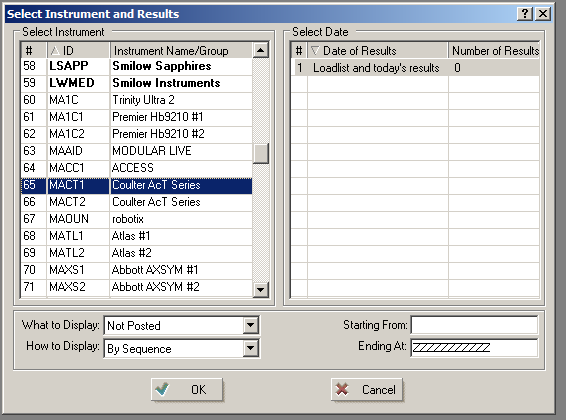 Select Instrument and Results
Select Instrument
# ID Instrument Name/Group
58 LSAPP Smilow Sapphires
59 LWMED Smilow Instruments
60 MA1C Trinity Ultra 2
61 MA1C1 Premier Hb9210 #1
62 MA1C2 Premier Hb9210 #2
63 MAAID MODULAR LIVE
64 MACC1 ACCESS
65 MACT1 Coulter AcT Series
66 MACT2 Coulter AcT Series
67 MAOUN robotix
68 MATL1 Atlas #1
69 MATL2 Atlas #2
70 MAXS1 Abbott AXSYM #1
71 MAXS2 Abbott AXSYM #2
Select Date
# Date of Results Number of Results
1 Loadlist and today's results 0
What to Display: Not Posted
How to Display: By Sequence
Starting From:
Ending At:
OK
Cancel